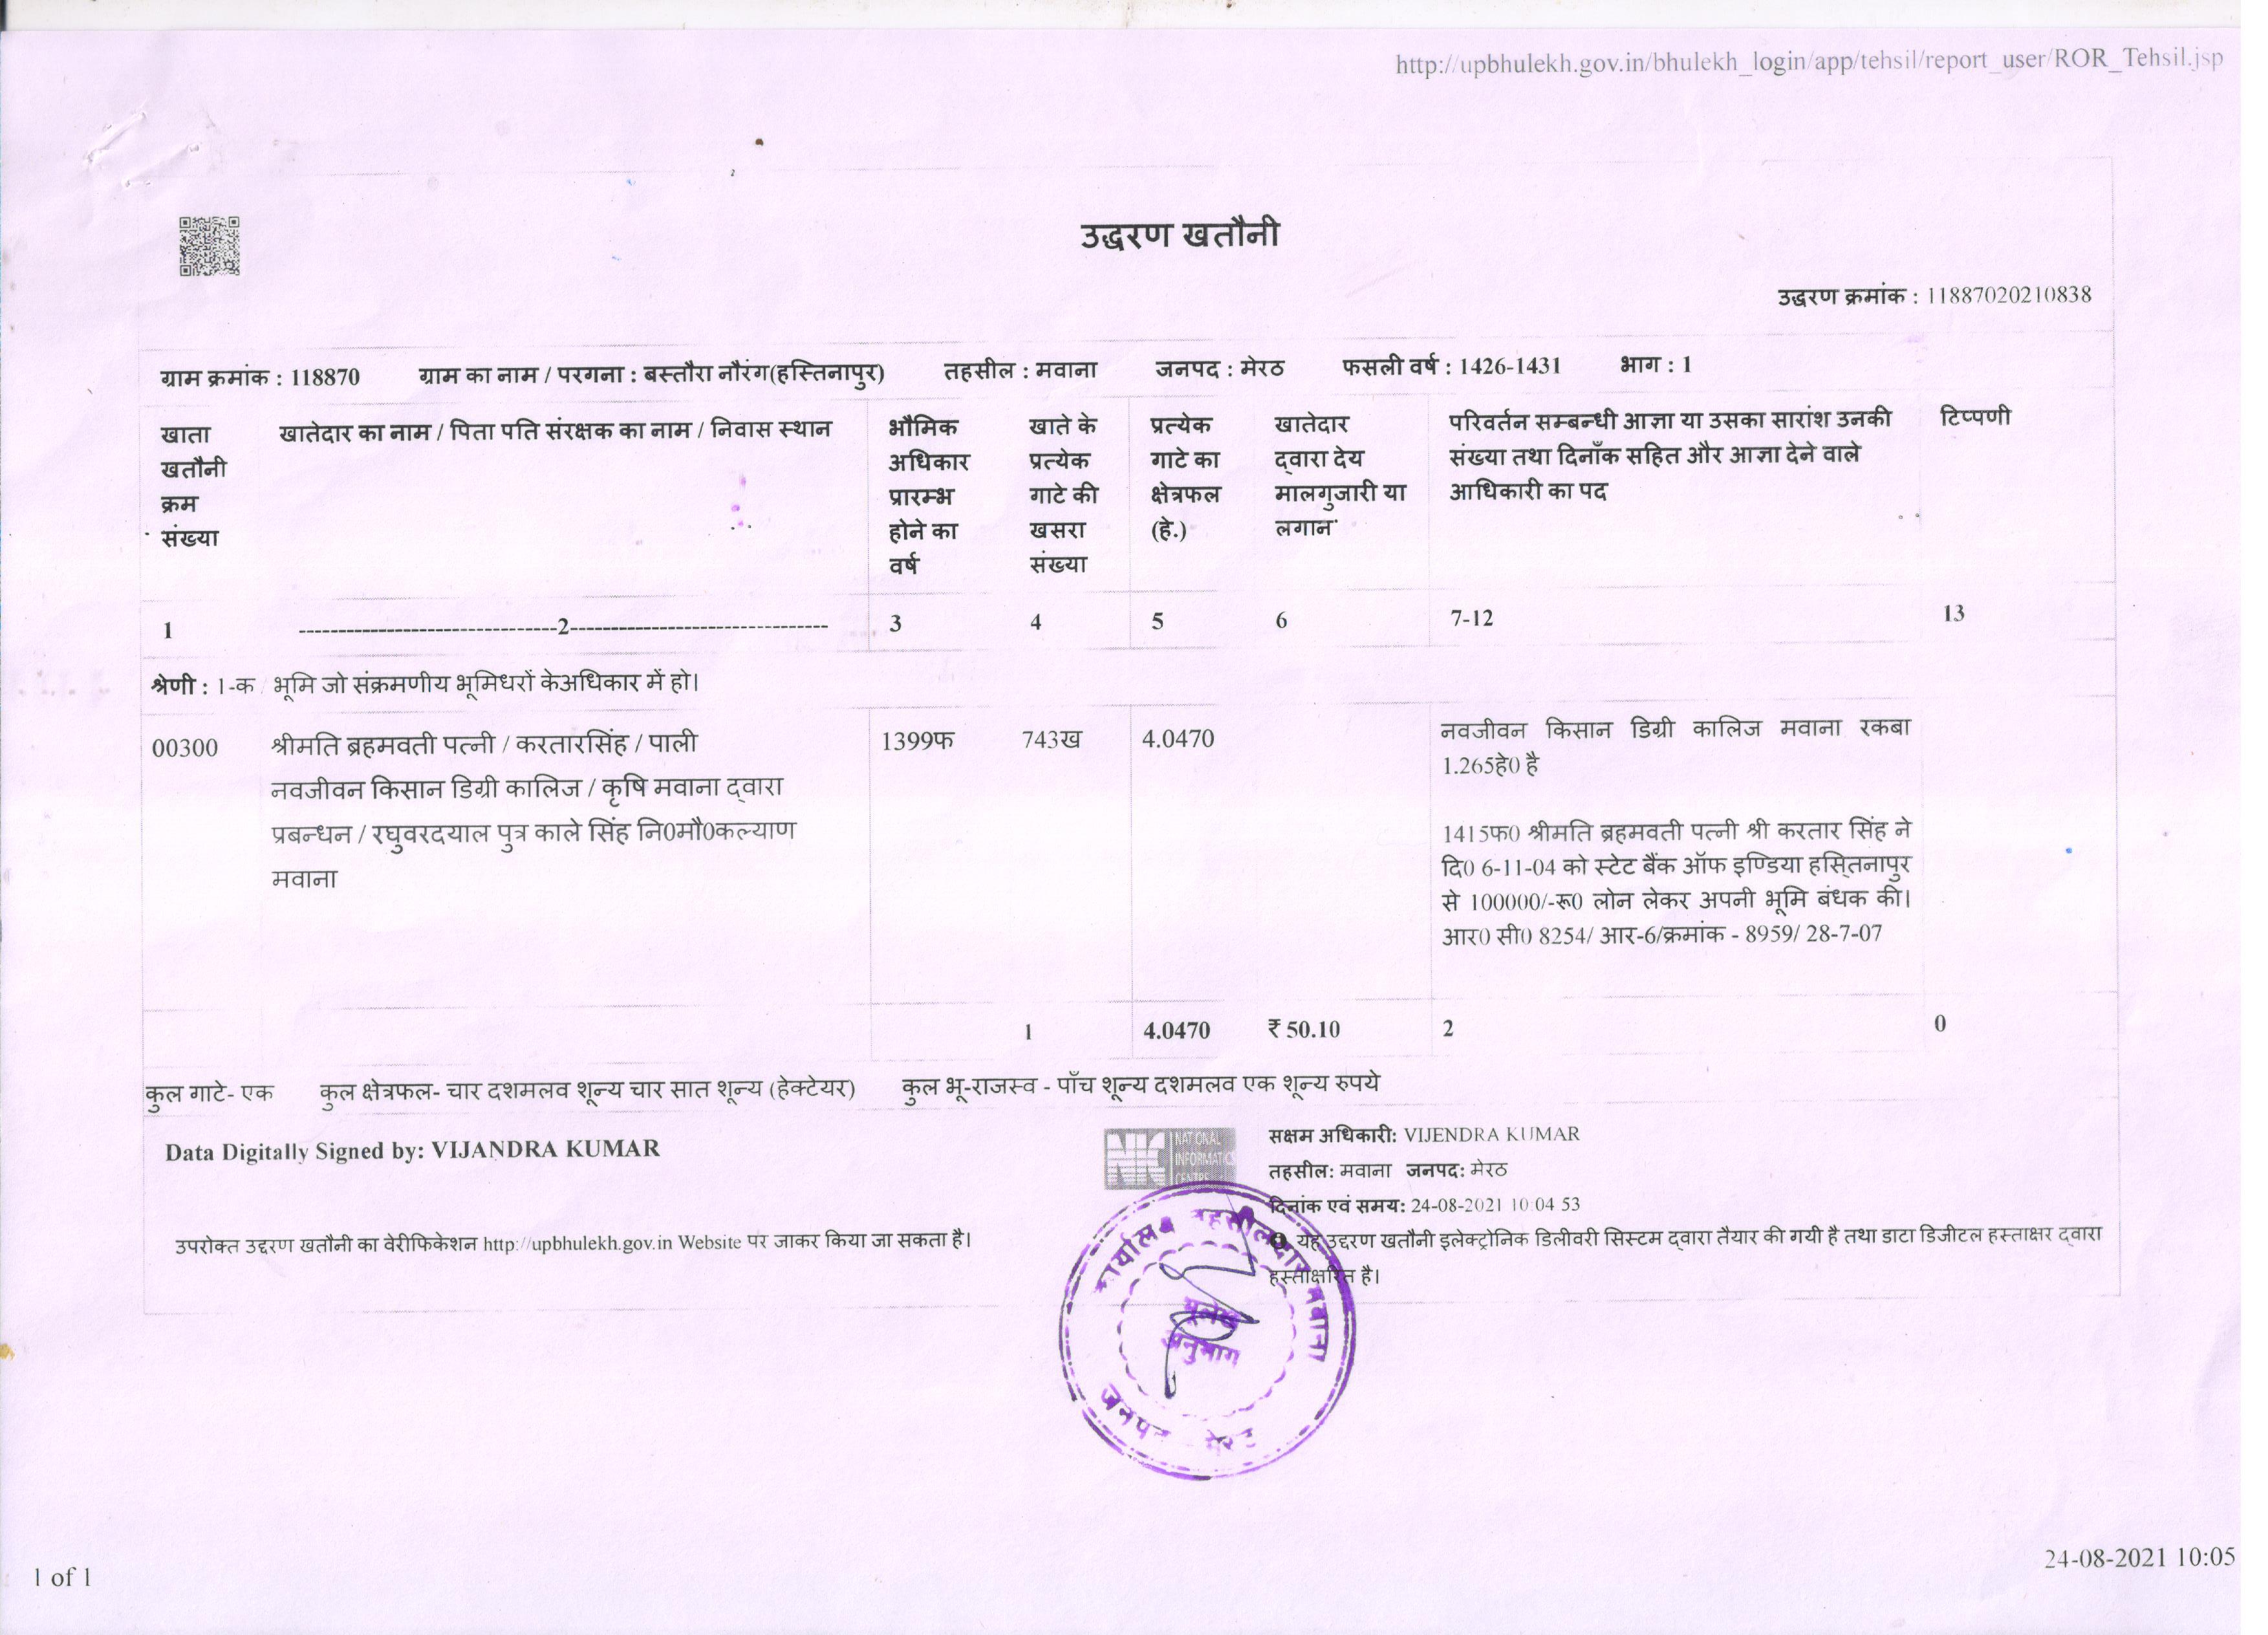 http://upbhulekh.gov.in/bhulekh_login/app/tehsil/report_user/ROR_Tehsil.jsp
उद्धरण खतौनी
उद्धरण क्रमांक : 11887020210838
ग्राम क्रमांक : 118870 ग्राम का नाम / परगना : बस्तौरा नौरंग(हस्तिनापुर) तहसील : मवाना जनपद : मेरठ फसली वर्ष : 1426-1431 भाग : 1
खाता खतौनी क्रम संख्या
खातेदार का नाम / पिता पति संरक्षक का नाम / निवास स्थान
भौमिक अधिकार प्रारम्भ होने का वर्ष
खाते के प्रत्येक गाटे की खसरा संख्या
प्रत्येक गाटे का क्षेत्रफल (हे.)
खातेदार द्वारा देय मालगुजारी या लगान
परिवर्तन सम्बन्धी आज्ञा या उसका सारांश उनकी
संख्या तथा दिनाँक सहित और आज्ञा देने वाले
आधिकारी का पद
टिप्पणी
1 --------------------------------2-------------------------------- 3 4 5 6 7-12 13
श्रेणी : 1-क / भूमि जो संक्रमणीय भूमिधरों केअधिकार में हो।
00300 श्रीमति ब्रहमवती पत्नी / करतारसिंह / पाली
नवजीवन किसान डिग्री कालिज / कृषि मवाना द्वारा
प्रबन्धन / रघुवरदयाल पुत्र काले सिंह नि0मौ0कल्याण
मवाना
1399फ 743ख 4.0470
नवजीवन किसान डिग्री कालिज मवाना रकबा
1.265हे0 है
1415फ0 श्रीमति ब्रहमवती पत्नी श्री करतार सिंह ने
दि0 6-11-04 को स्टेट बैंक ऑफ इण्डिया हस्तिनापुर
से 100000/-रू0 लोन लेकर अपनी भूमि बंधक की।
आर0 सी0 8254/ आर-6/क्रमांक - 8959/ 28-7-07
1 4.0470 ₹ 50.10 2 0
कुल गाटे- एक कुल क्षेत्रफल- चार दशमलव शून्य चार सात शून्य (हेक्टेयर) कुल भू-राजस्व - पाँच शून्य दशमलव एक शून्य रुपये
Data Digitally Signed by: VIJANDRA KUMAR
NIC NATIONAL
INFORMATICS
CENTRE
सक्षम अधिकारी: VIJENDRA KUMAR
तहसील: मवाना जनपद: मेरठ
दिनांक एवं समय: 24-08-2021 10:04 53
उपरोक्त उद्दरण खतौनी का वेरीफिकेशन http://upbhulekh.gov.in Website पर जाकर किया जा सकता है।
यह उद्दरण खतौनी इलेक्ट्रोनिक डिलीवरी सिस्टम द्वारा तैयार की गयी है तथा डाटा डिजीटल हस्ताक्षर द्वारा
हस्ताक्षरित है।
कार्यालय तहसीलदार मवाना
भूलेख
अनुभाग
जनपद - मेरठ
1 of 1
24-08-2021 10:05